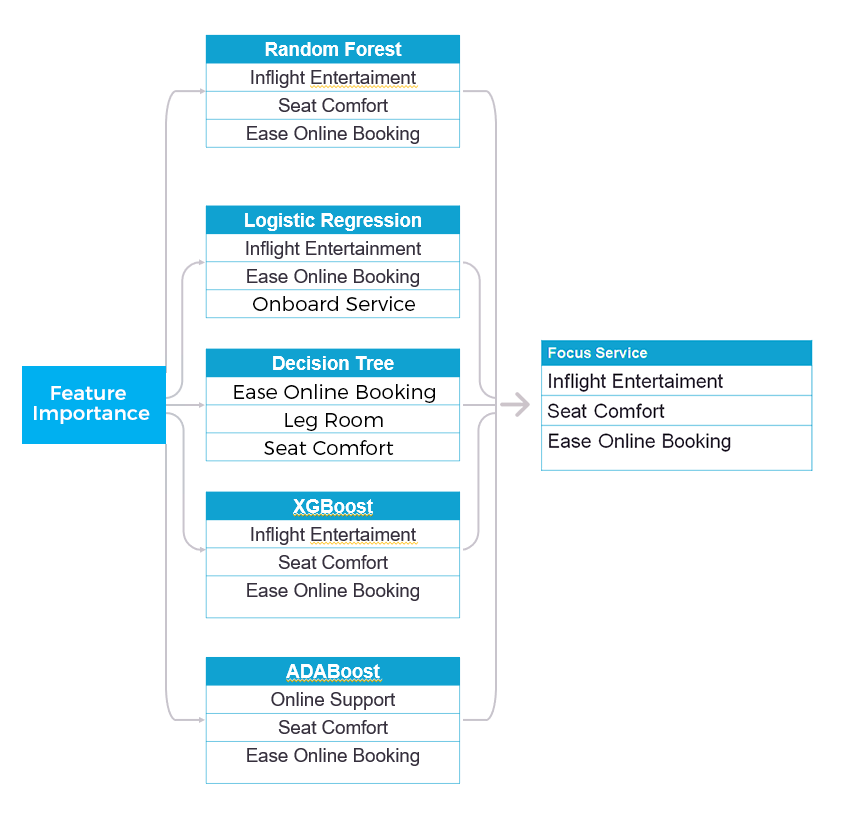 Random Forest
Inflight Entertaiment
Seat Comfort
Ease Online Booking
Logistic Regression
Inflight Entertainment
Ease Online Booking
Onboard Service
Feature
Importance
Decision Tree
Ease Online Booking
Leg Room
Seat Comfort
XGBoost
Inflight Entertaiment
Seat Comfort
Ease Online Booking
ADABoost
Online Support
Seat Comfort
Ease Online Booking
Focus Service
Inflight Entertaiment
Seat Comfort
Ease Online Booking